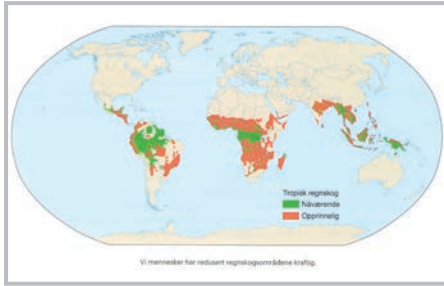 Tropisk regnskog
Nåværende
Opprinnelig
Vi mennesker har redusert regnskogsområdene kraftig.